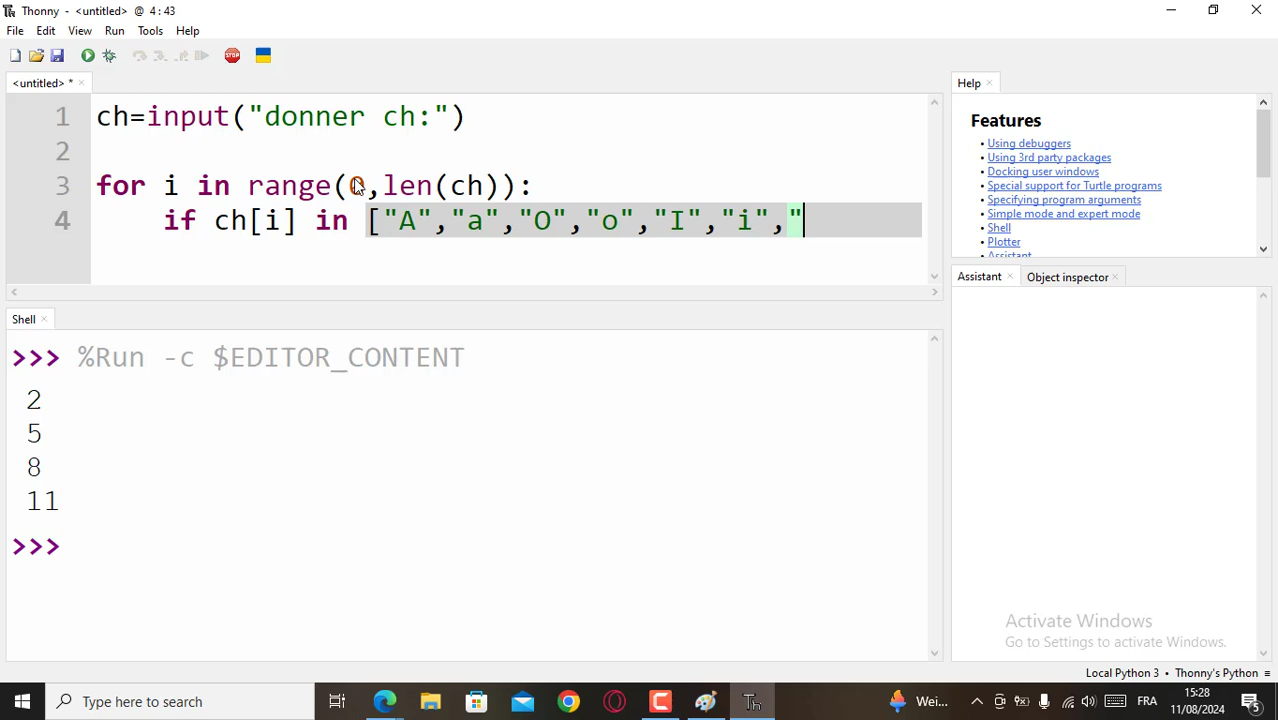 Thonny - <untitled> @ 4 : 43
File Edit View Run Tools Help
<untitled> *
1 ch=input("donner ch:")
2
3 for i in range(0,len(ch)):
4 if ch[i] in ["A","a","O","o","I","i","
Shell
>>> %Run -c $EDITOR_CONTENT
2
5
8
11
>>>
Help
Features
• Using debuggers
• Using 3rd party packages
• Docking user windows
• Special support for Turtle programs
• Specifying program arguments
• Simple mode and expert mode
• Shell
• Plotter
• Assistant
Assistant Object inspector
Activate Windows
Go to Settings to activate Windows.
Local Python 3 • Thonny's Python ≡
Type here to search
Th
Wei...
FRA
15:28
11/08/2024
5